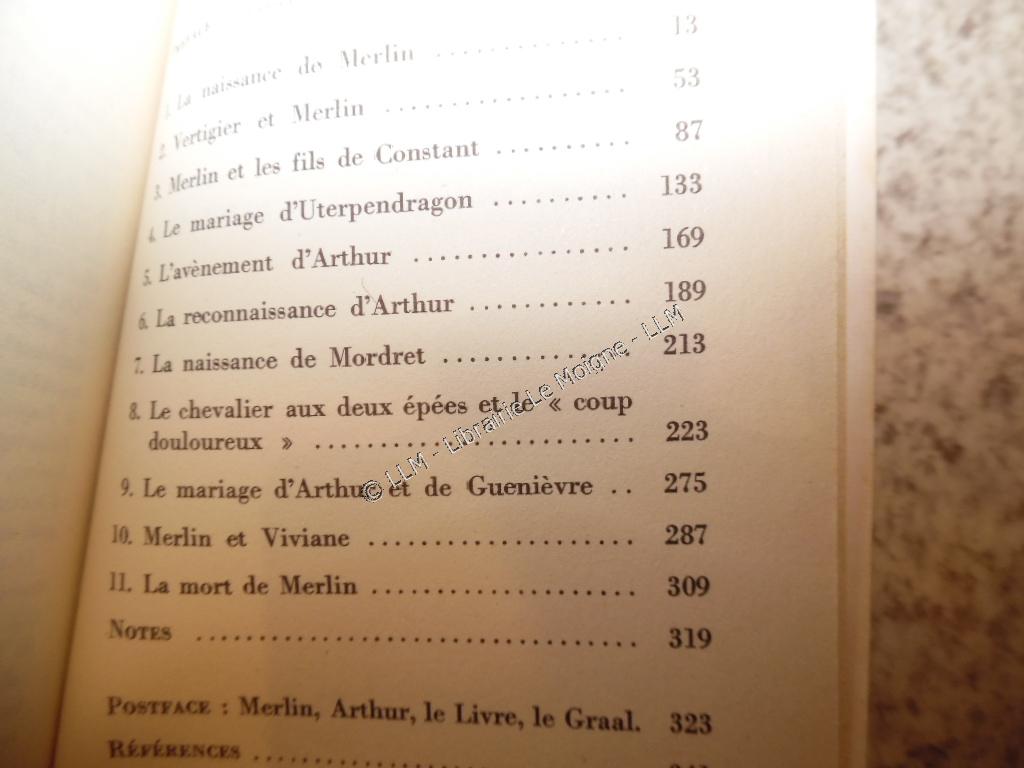 1. La naissance de Merlin .............. 13
2. Vertigier et Merlin .................. 53
3. Merlin et les fils de Constant .......... 87
4. Le mariage d'Uterpendragon .......... 133
5. L'avènement d'Arthur ................ 169
6. La reconnaissance d'Arthur ............ 189
7. La naissance de Mordret .............. 213
8. Le chevalier aux deux épées et le « coup
douloureux » ........................ 223
9. Le mariage d'Arthur et de Guenièvre .. 275
10. Merlin et Viviane .................... 287
11. La mort de Merlin .................... 309
NOTES .................................. 319
POSTFACE : Merlin, Arthur, le Livre, le Graal. 323
RÉFÉRENCES ............................
© LLM - Librairie Le Moigne - LLM